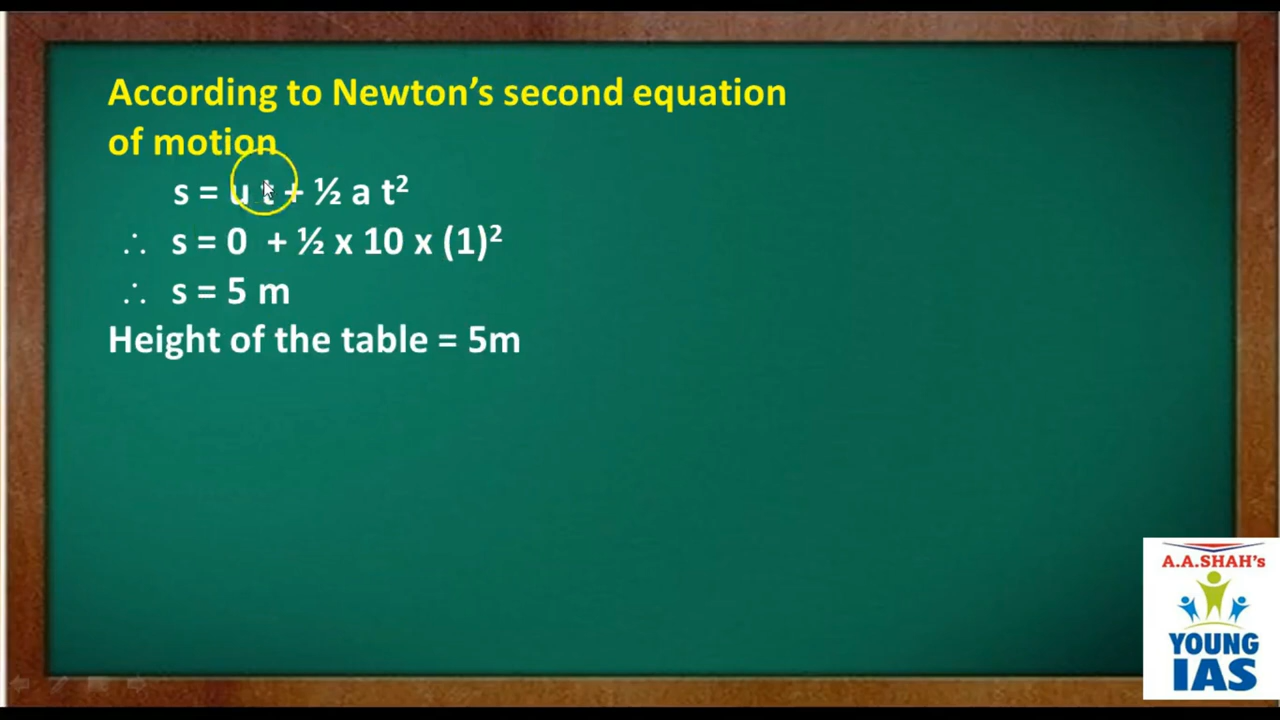 According to Newton’s second equation
of motion
s = u t + ½ a t²
∴ s = 0 + ½ x 10 x (1)²
∴ s = 5 m
Height of the table = 5m
A.A.SHAH's
YOUNG
IAS